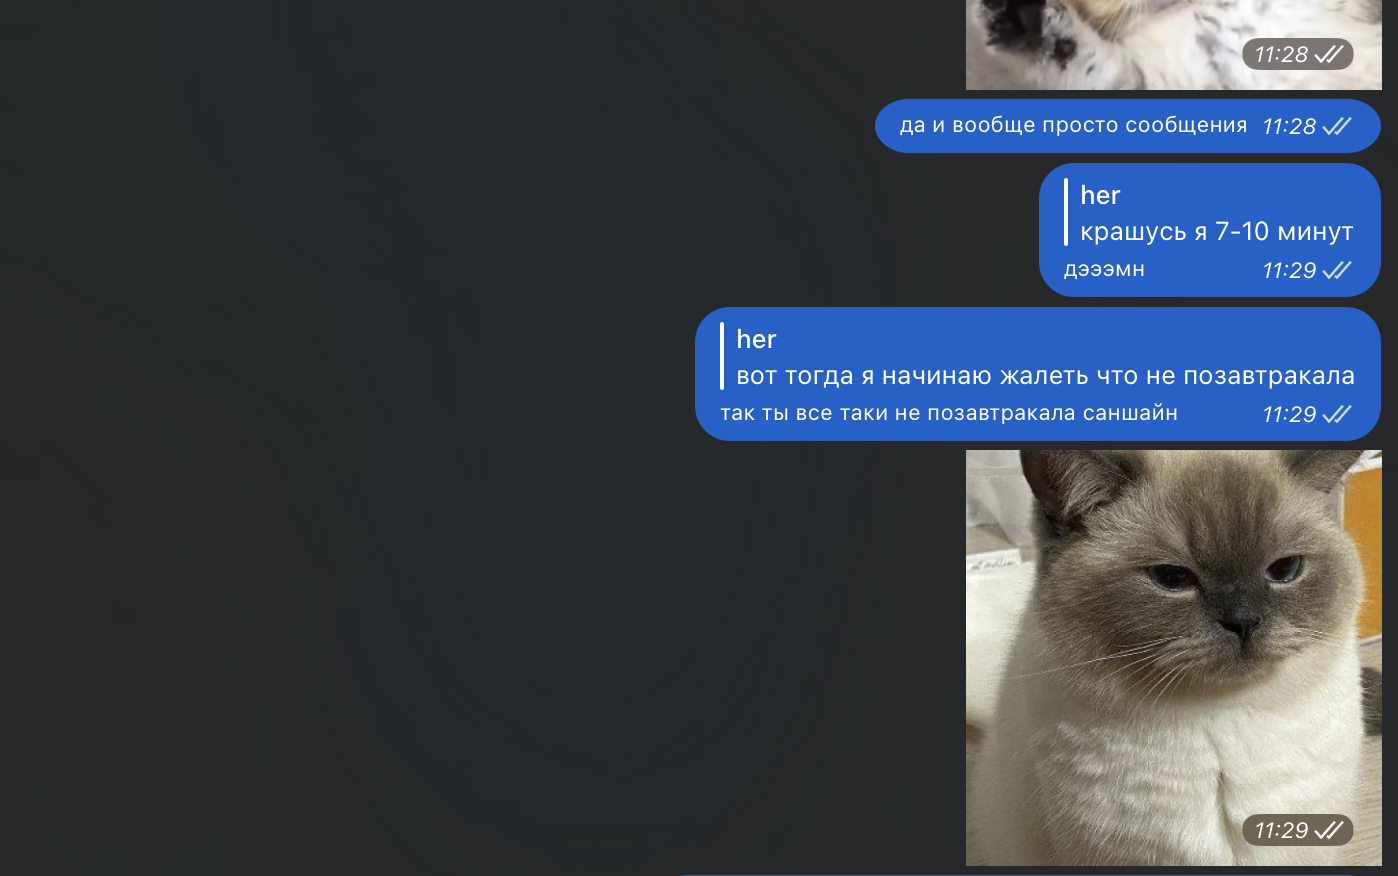 11:28
да и вообще просто сообщения 11:28
her
крашусь я 7-10 минут
дэээмн 11:29
her
вот тогда я начинаю жалеть что не позавтракала
так ты все таки не позавтракала саншайн 11:29
11:29